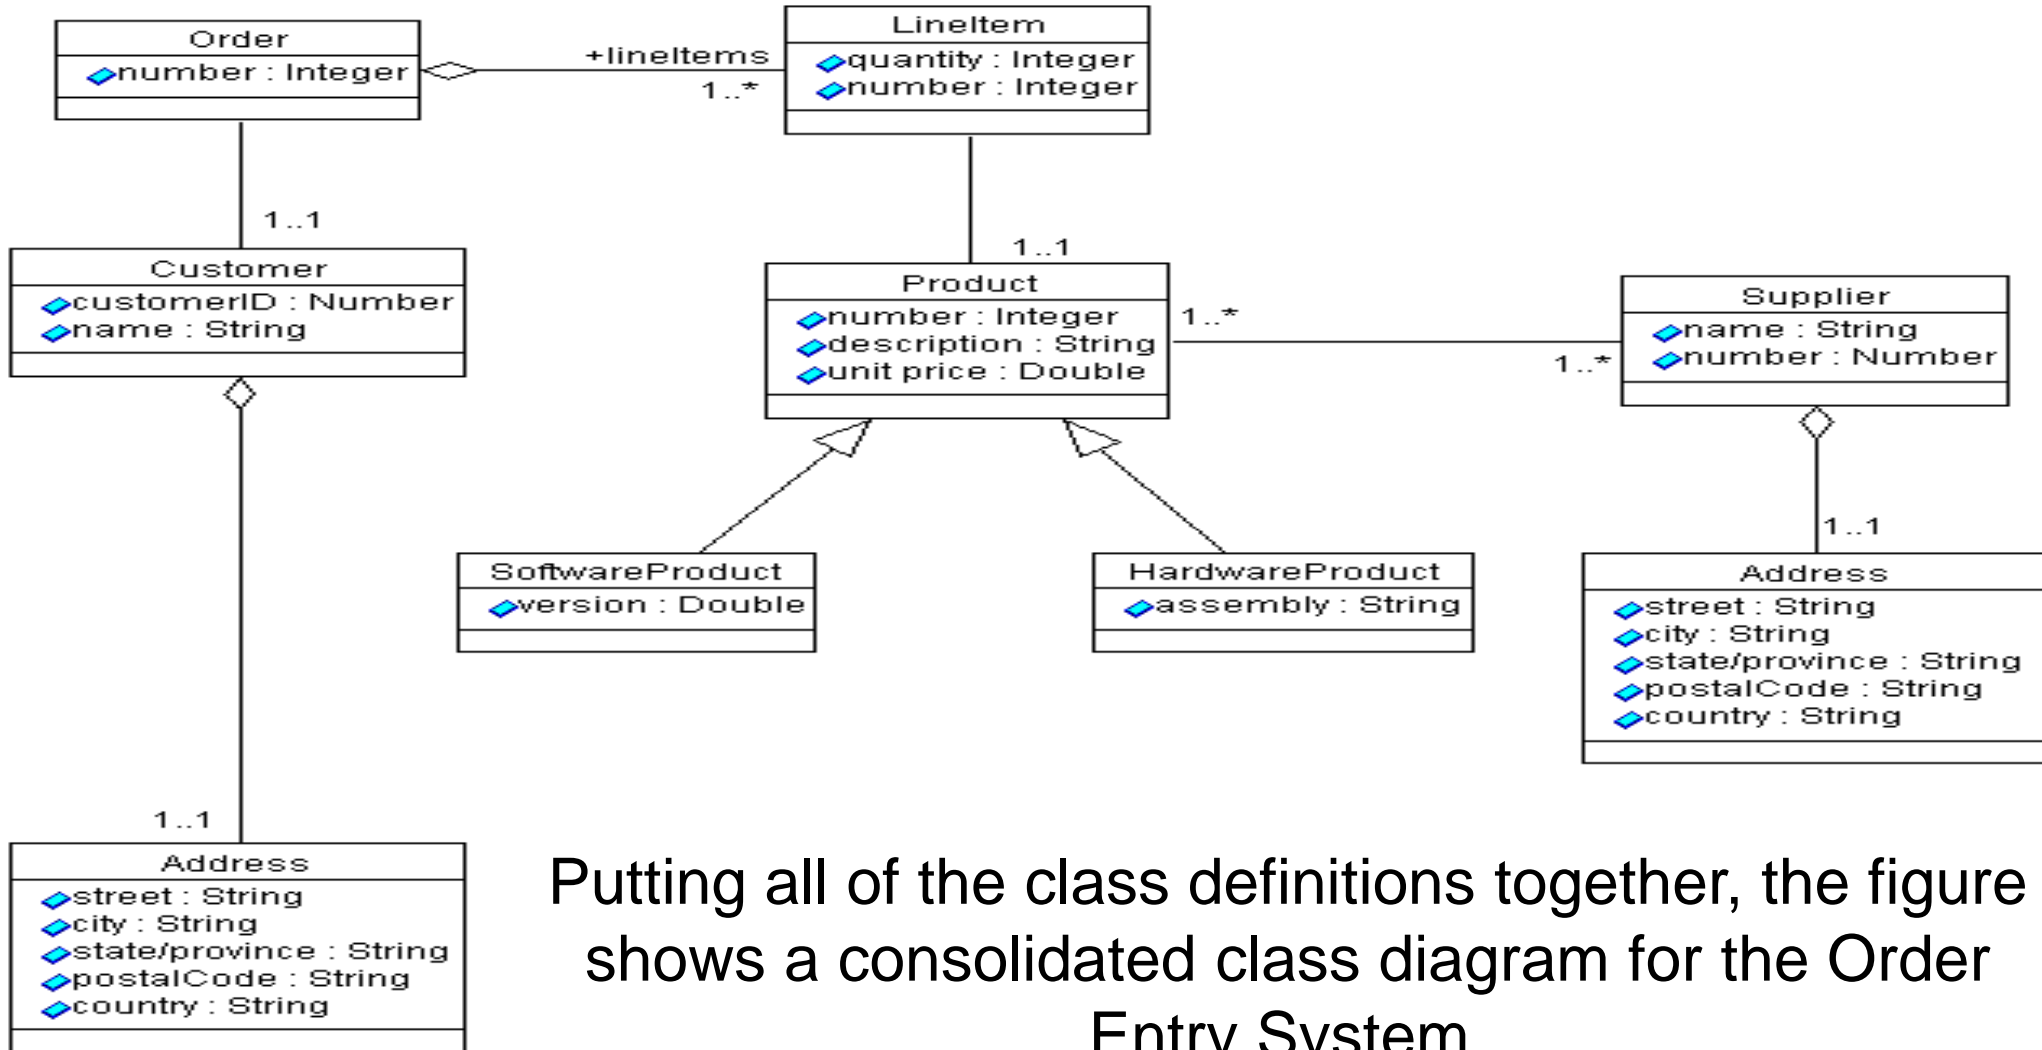 Order
number : Integer
+lineItems
1..*
LineItem
quantity : Integer
number : Integer
1..1
Customer
customerID : Number
name : String
1..1
Product
number : Integer
description : String
unit price : Double
1..*
1..*
Supplier
name : String
number : Number
SoftwareProduct
version : Double
HardwareProduct
assembly : String
1..1
Address
street : String
city : String
state/province : String
postalCode : String
country : String
1..1
Address
street : String
city : String
state/province : String
postalCode : String
country : String
Putting all of the class definitions together, the figure
shows a consolidated class diagram for the Order
Entry System